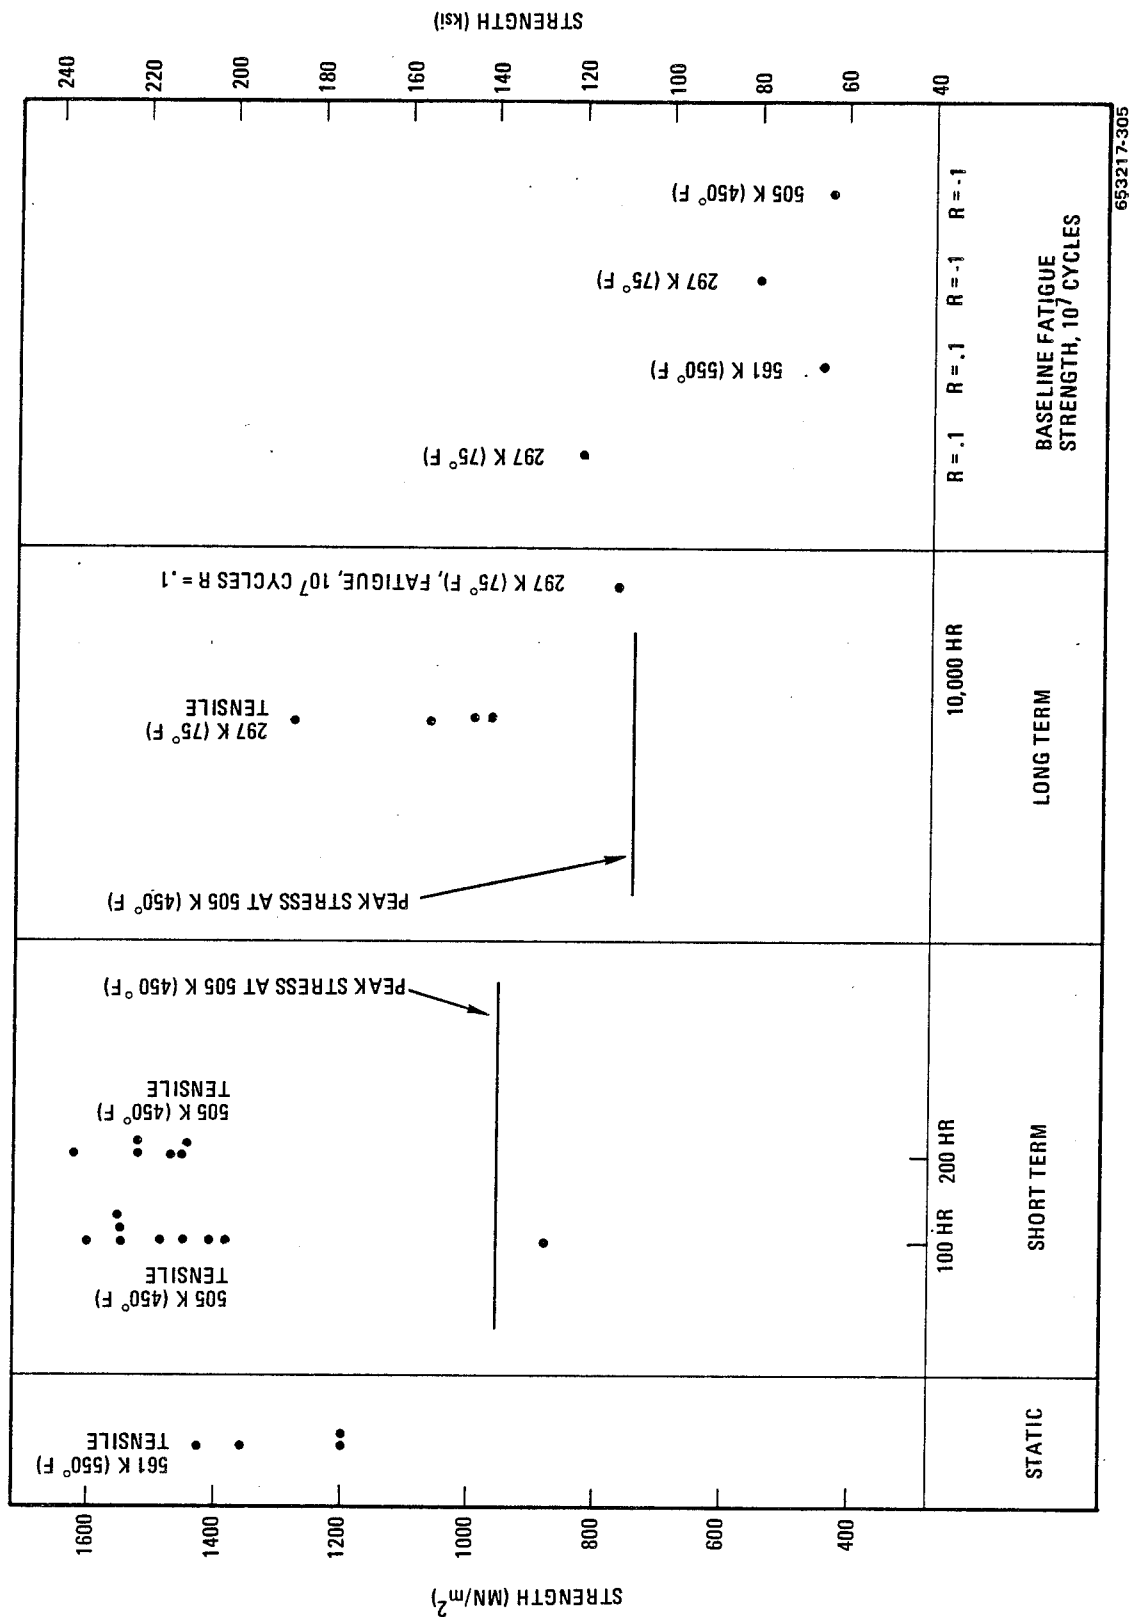 STRENGTH (MN/m²)
1600
1400
1200
1000
800
600
400
561 K (550° F)
TENSILE
STATIC
505 K (450° F)
TENSILE
505 K (450° F)
TENSILE
PEAK STRESS AT 505 K (450° F)
100 HR
200 HR
SHORT TERM
PEAK STRESS AT 505 K (450° F)
297 K (75° F)
TENSILE
297 K (75° F), FATIGUE, 10⁷ CYCLES R = .1
10,000 HR
LONG TERM
297 K (75° F)
561 K (550° F)
297 K (75° F)
505 K (450° F)
R = .1
R = .1
R = -1
R = -1
BASELINE FATIGUE
STRENGTH, 10⁷ CYCLES
240
220
200
180
160
140
120
100
80
60
40
STRENGTH
(ksi)
653217-305